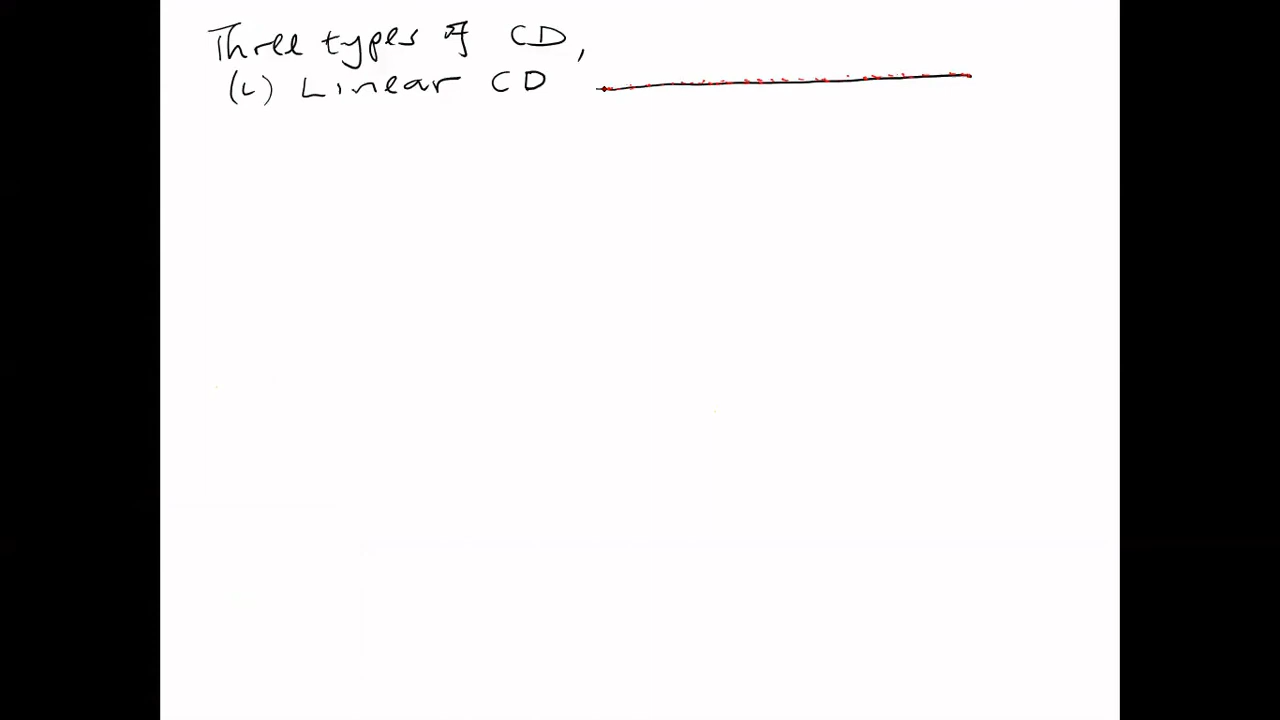 Three types of CD,
(i) Linear CD